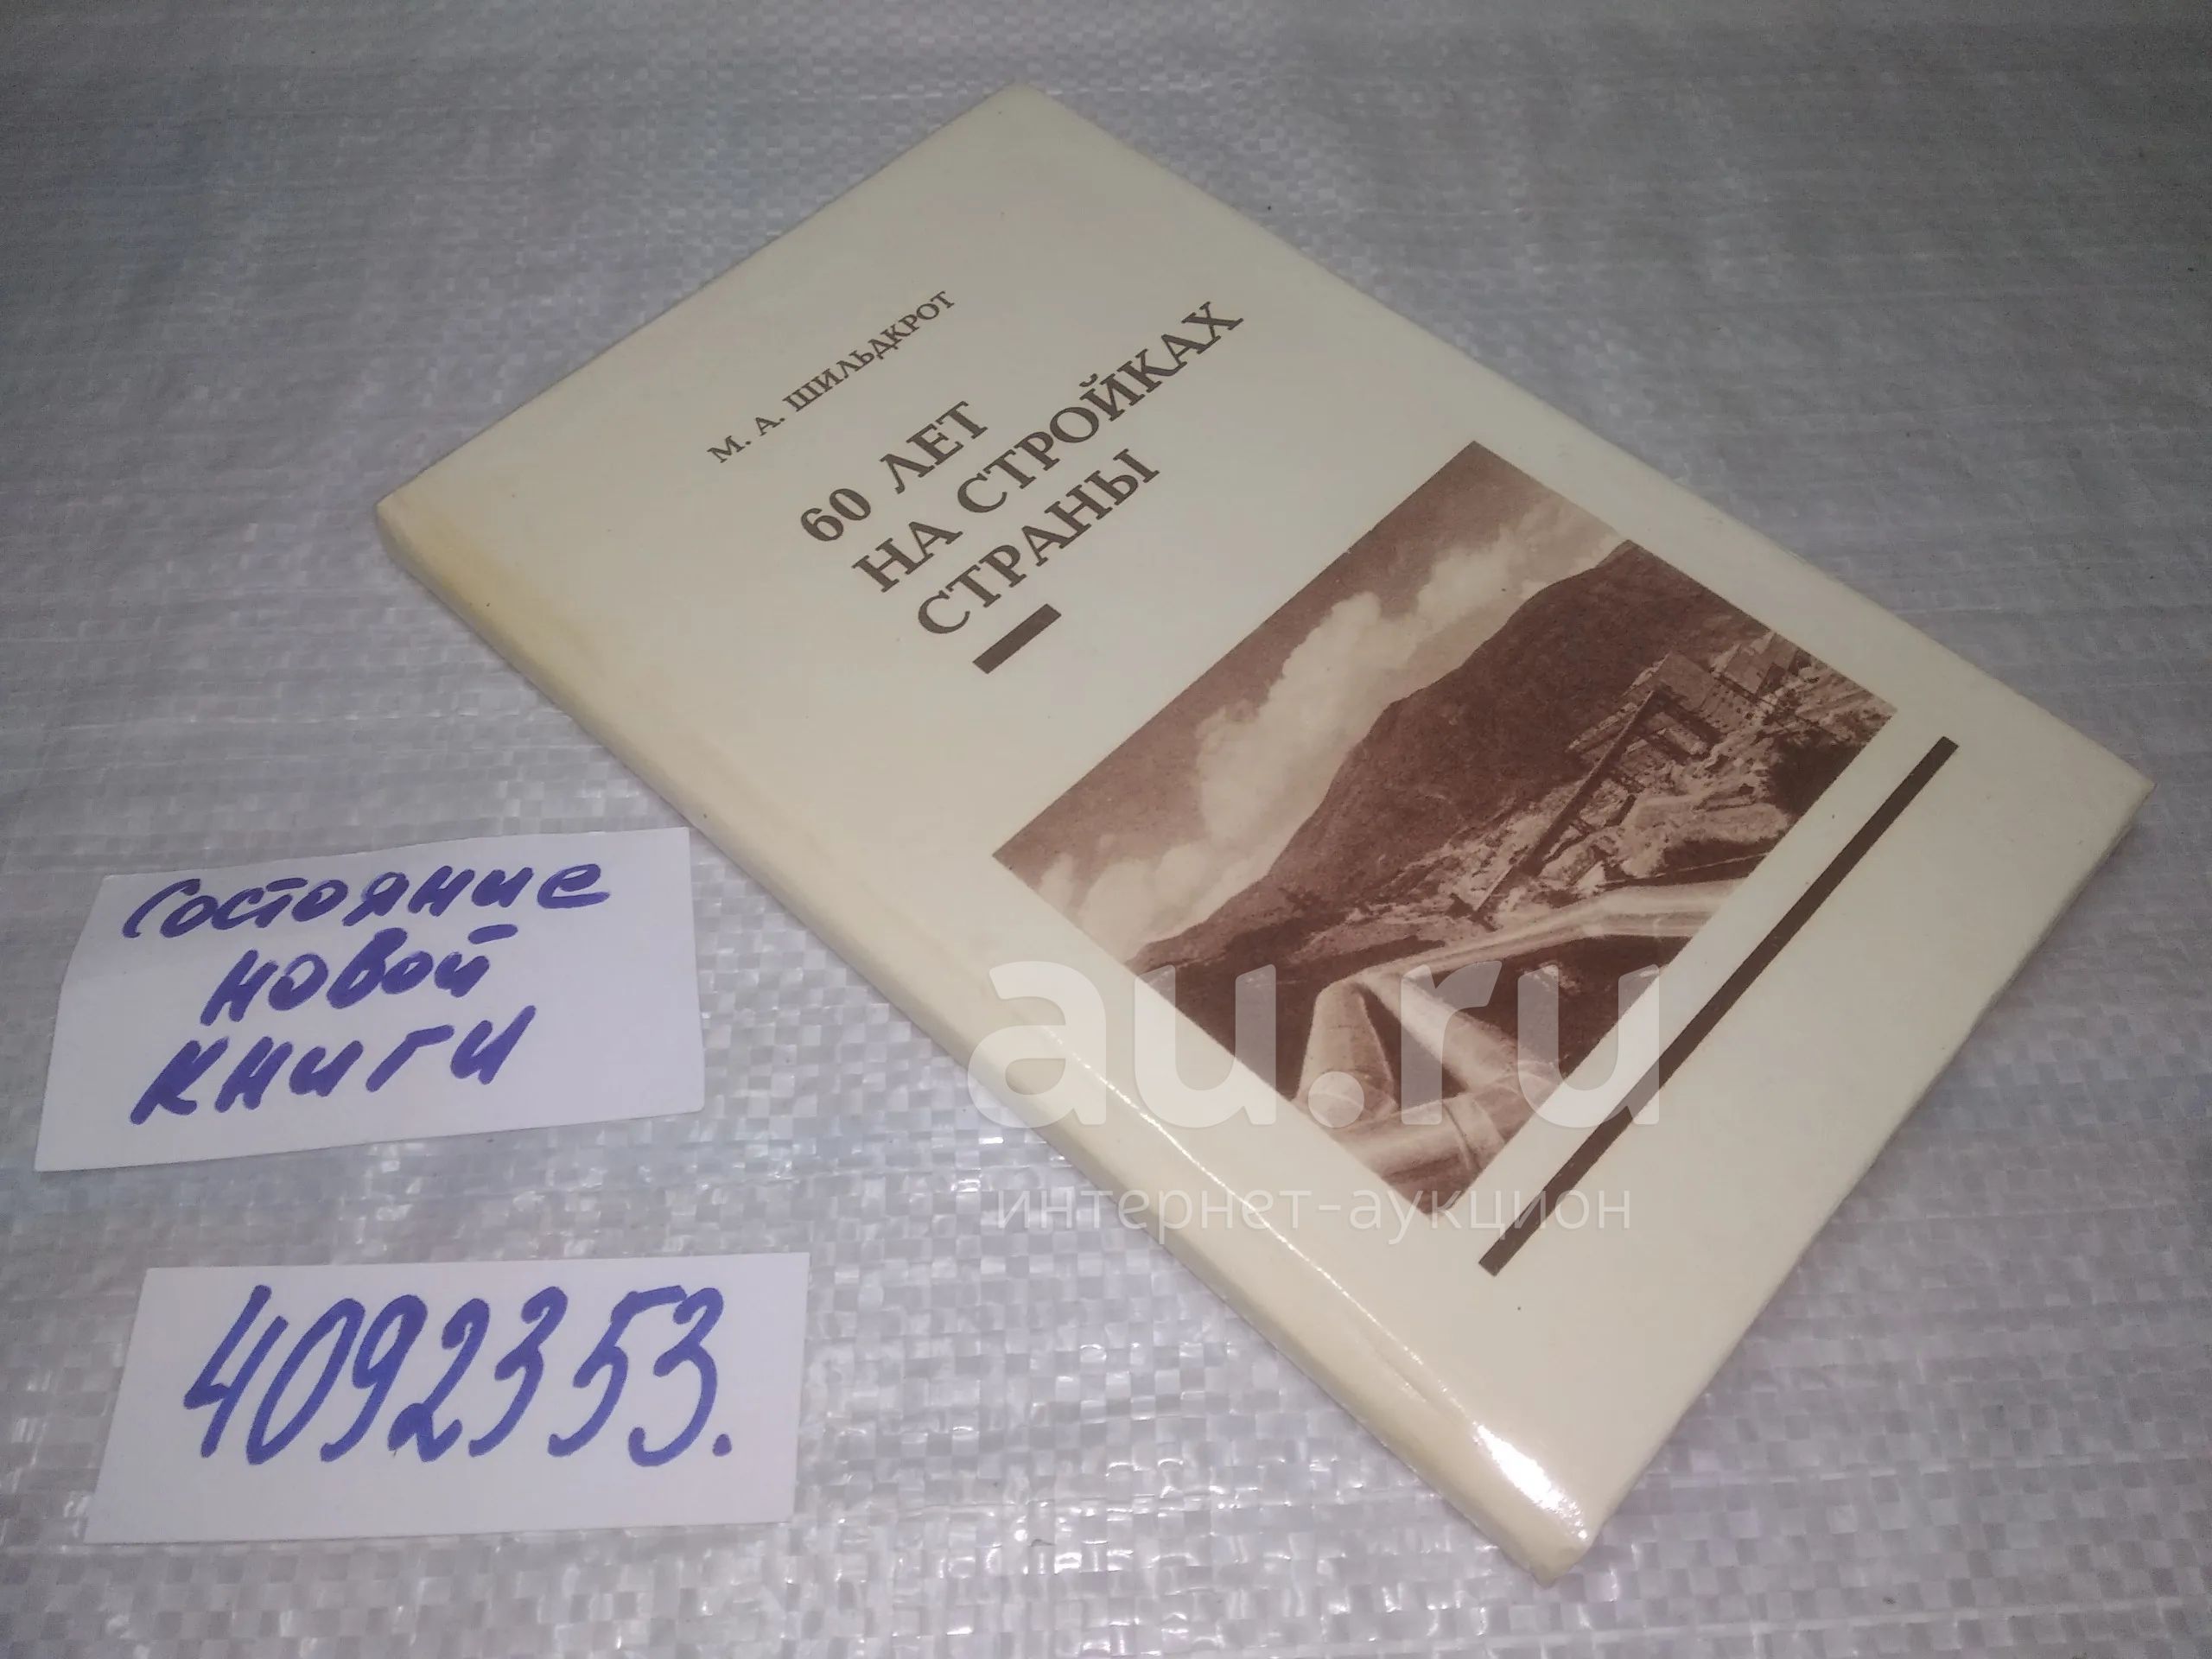 М. А. ШИЛЬДКРОТ
60 ЛЕТ
НА СТРОЙКАХ
СТРАНЫ
Состояние
новой
книги
4092353.
au.ru
интернет-аукцион